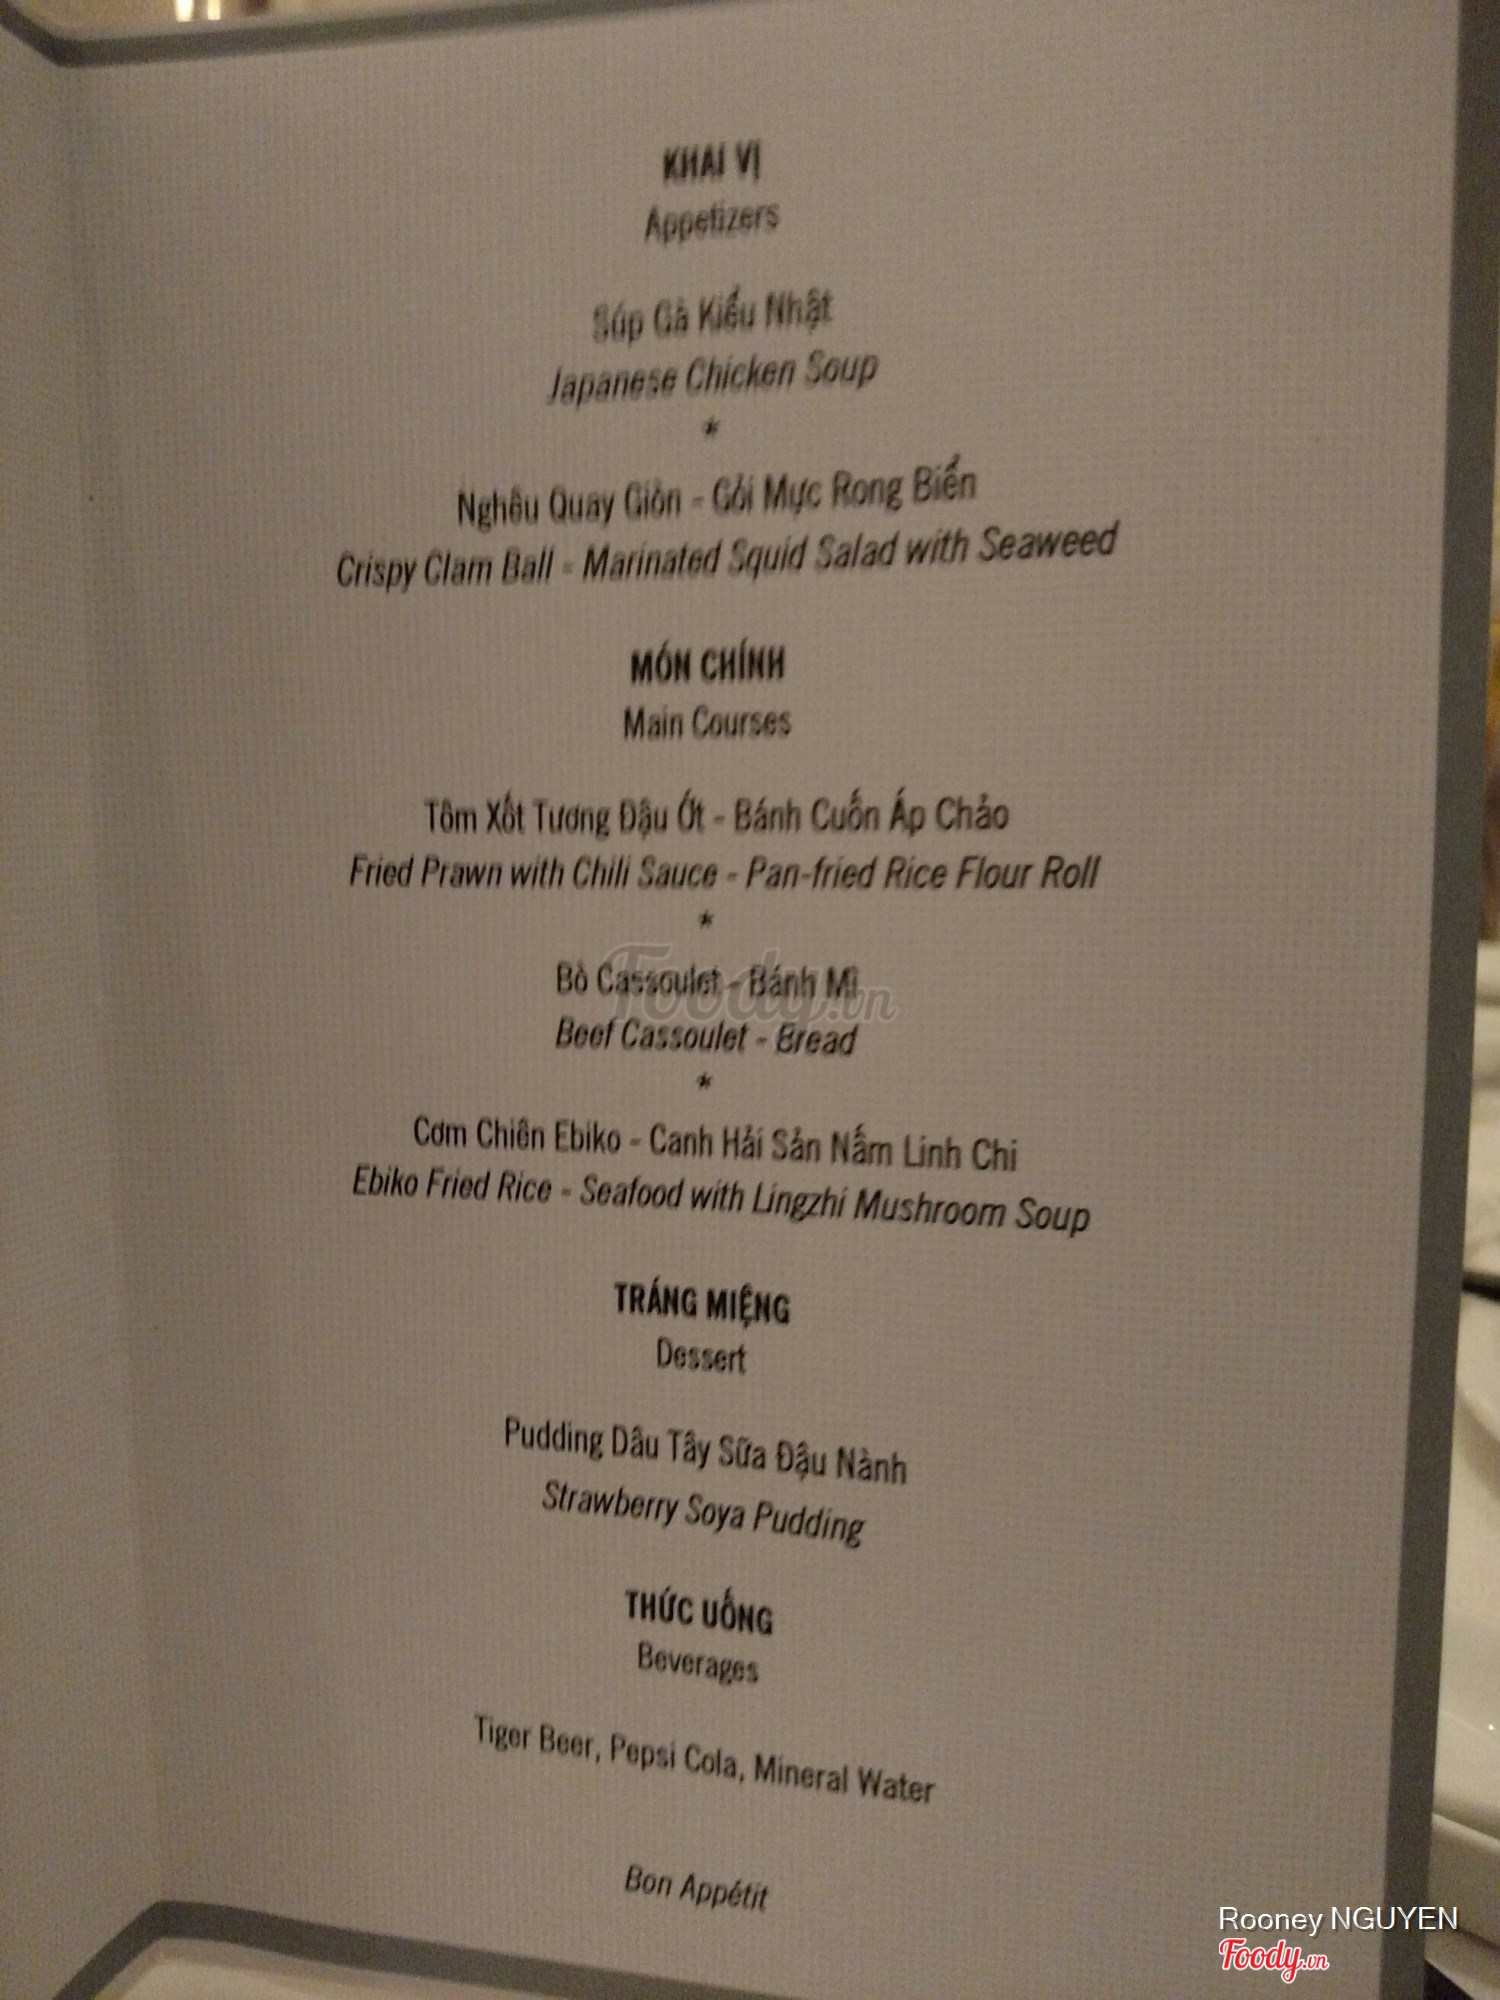 KHAI VỊ
Appetizers
Súp Gà Kiểu Nhật
Japanese Chicken Soup
*
Nghêu Quay Giòn - Gỏi Mực Rong Biển
Crispy Clam Ball - Marinated Squid Salad with Seaweed
MÓN CHÍNH
Main Courses
Tôm Xốt Tương Đậu Ớt - Bánh Cuốn Áp Chảo
Fried Prawn with Chili Sauce - Pan-fried Rice Flour Roll
*
Bò Cassoulet - Bánh Mì
Beef Cassoulet - Bread
*
Cơm Chiên Ebiko - Canh Hải Sản Nấm Linh Chi
Ebiko Fried Rice - Seafood with Lingzhi Mushroom Soup
TRÁNG MIỆNG
Dessert
Pudding Dâu Tây Sữa Đậu Nành
Strawberry Soya Pudding
THỨC UỐNG
Beverages
Tiger Beer, Pepsi Cola, Mineral Water
Bon Appétit
Foody.vn
Rooney NGUYEN
Foody.vn